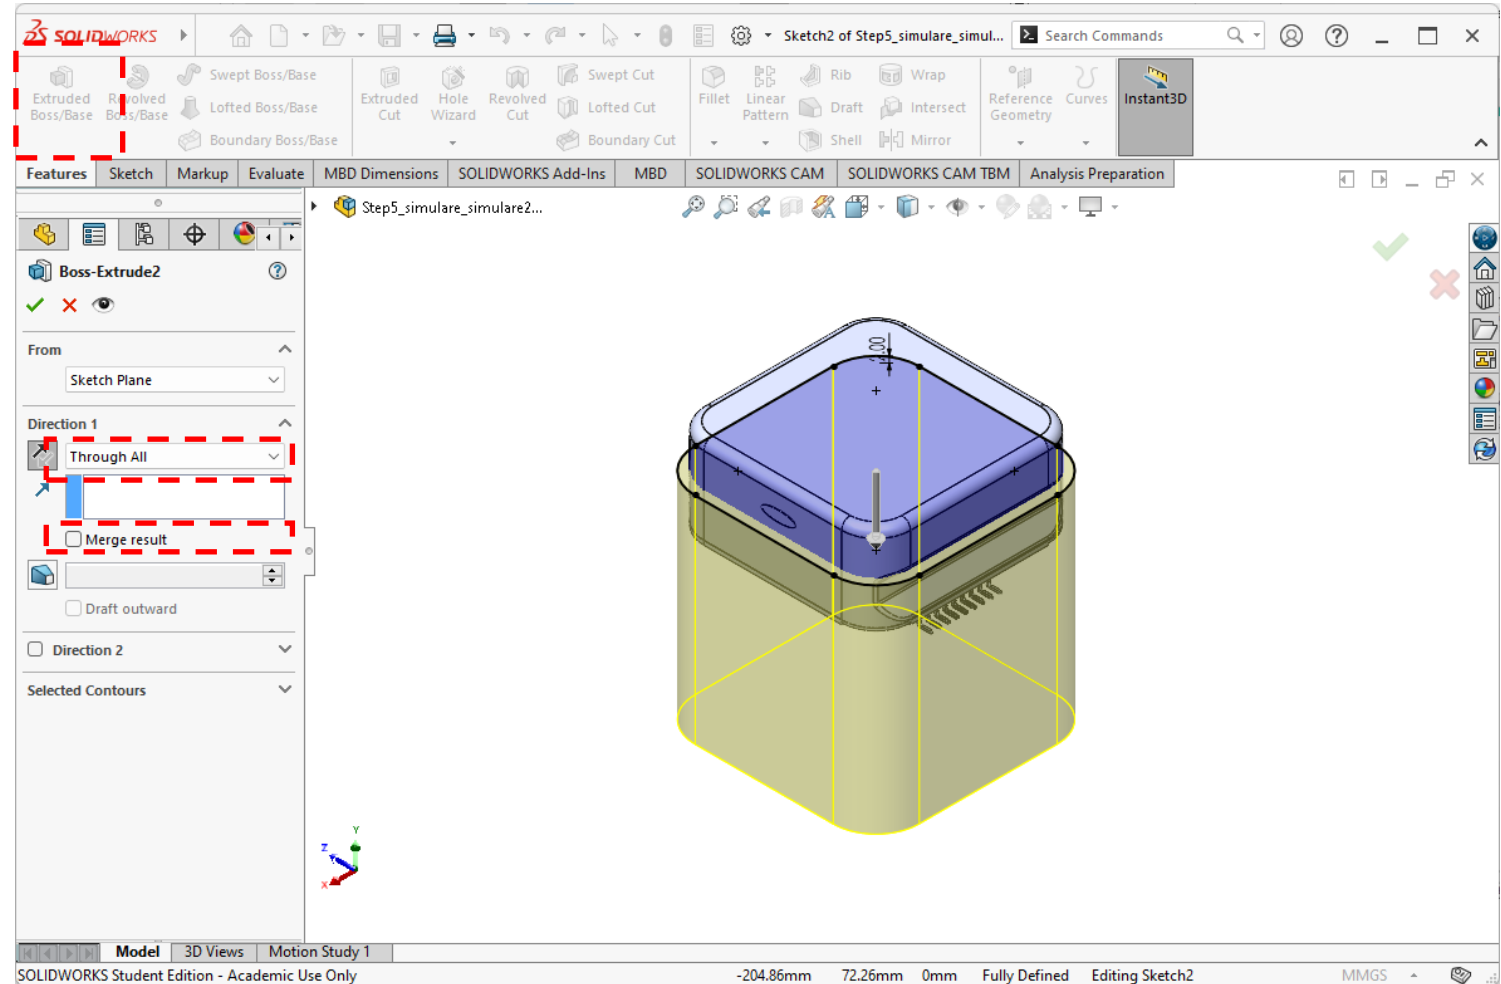 SOLIDWORKS
Sketch2 of Step5_simulare_simul...
Search Commands
Extruded Boss/Base
Revolved Boss/Base
Swept Boss/Base
Lofted Boss/Base
Boundary Boss/Base
Extruded Cut
Hole Wizard
Revolved Cut
Swept Cut
Lofted Cut
Boundary Cut
Fillet
Linear Pattern
Rib
Draft
Shell
Wrap
Intersect
Mirror
Reference Geometry
Curves
Instant3D
Features Sketch Markup Evaluate MBD Dimensions SOLIDWORKS Add-Ins MBD SOLIDWORKS CAM SOLIDWORKS CAM TBM Analysis Preparation
Step5_simulare_simulare2...
Boss-Extrude2
From
Sketch Plane
Direction 1
Through All
Merge result
Draft outward
Direction 2
Selected Contours
Y
Z
X
Model 3D Views Motion Study 1
SOLIDWORKS Student Edition - Academic Use Only
-204.86mm 72.26mm 0mm Fully Defined Editing Sketch2 MMGS